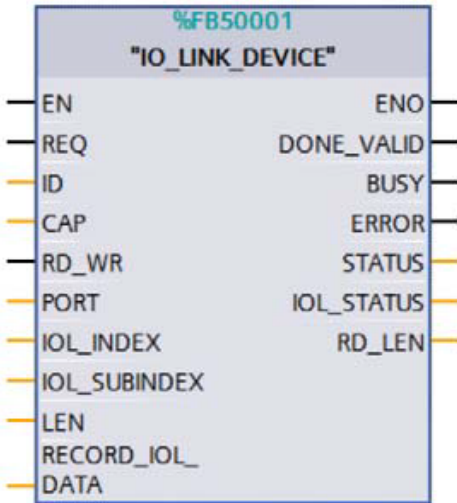 %FB50001
"IO_LINK_DEVICE"
EN ENO
REQ DONE_VALID
ID BUSY
CAP ERROR
RD_WR STATUS
PORT IOL_STATUS
IOL_INDEX RD_LEN
IOL_SUBINDEX
LEN
RECORD_IOL_
DATA